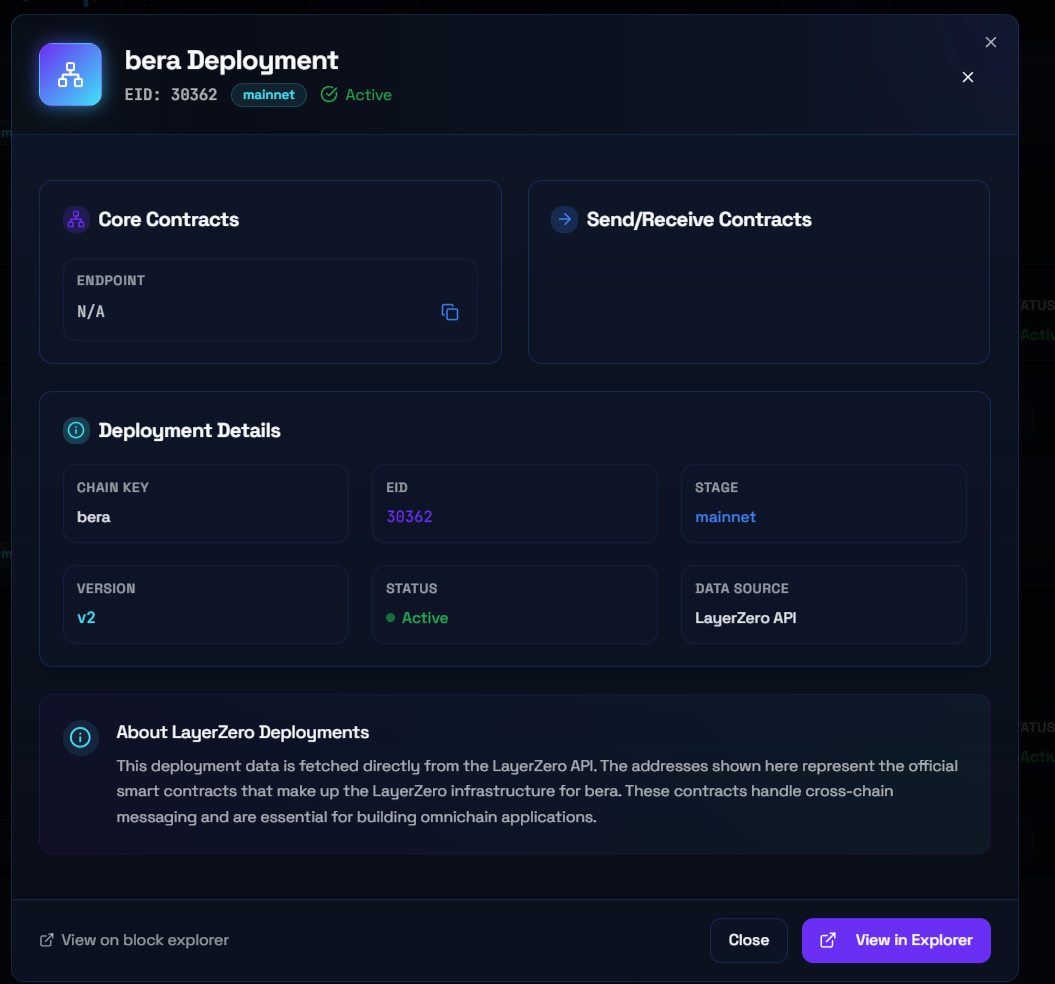 bera Deployment
EID: 30362 mainnet Active
Core Contracts
ENDPOINT
N/A
Send/Receive Contracts
Deployment Details
CHAIN KEY
bera
EID
30362
STAGE
mainnet
VERSION
v2
STATUS
Active
DATA SOURCE
LayerZero API
About LayerZero Deployments
This deployment data is fetched directly from the LayerZero API. The addresses shown here represent the official
smart contracts that make up the LayerZero infrastructure for bera. These contracts handle cross-chain
messaging and are essential for building omnichain applications.
View on block explorer
Close
View in Explorer